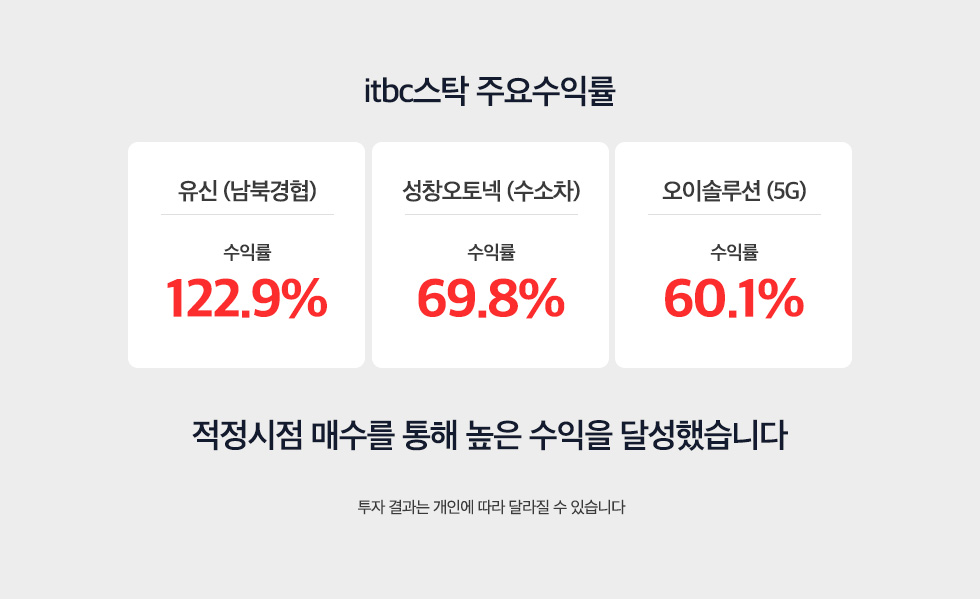 itbc스탁 주요수익률
유신 (남북경협)
수익률
122.9%
성창오토넥 (수소차)
수익률
69.8%
오이솔루션 (5G)
수익률
60.1%
적정시점 매수를 통해 높은 수익을 달성했습니다
투자 결과는 개인에 따라 달라질 수 있습니다